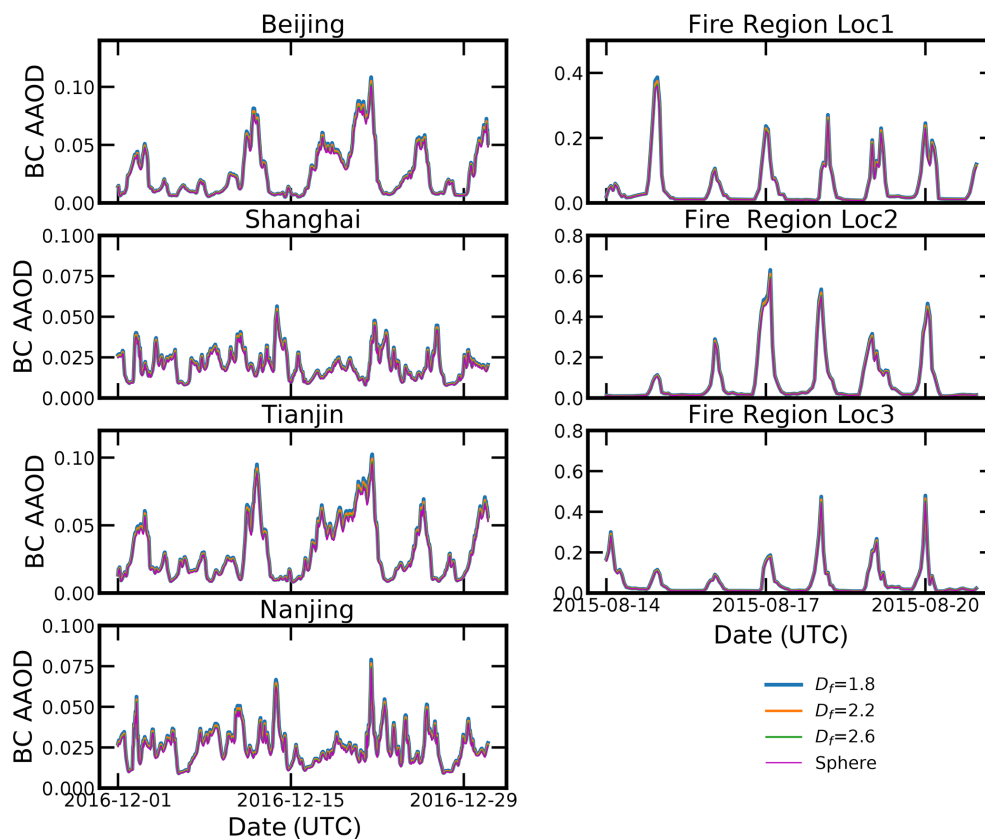 Beijing
BC AAOD
0.10
0.05
0.00
Shanghai
BC AAOD
0.100
0.075
0.050
0.025
0.000
Tianjin
BC AAOD
0.10
0.05
0.00
Nanjing
BC AAOD
0.100
0.075
0.050
0.025
0.000
2016-12-01 2016-12-15 2016-12-29
Date (UTC)
Fire Region Loc1
0.4
0.2
0.0
Fire Region Loc2
0.8
0.6
0.4
0.2
0.0
Fire Region Loc3
0.8
0.6
0.4
0.2
0.0
2015-08-14 2015-08-17 2015-08-20
Date (UTC)
D_f=1.8
D_f=2.2
D_f=2.6
Sphere